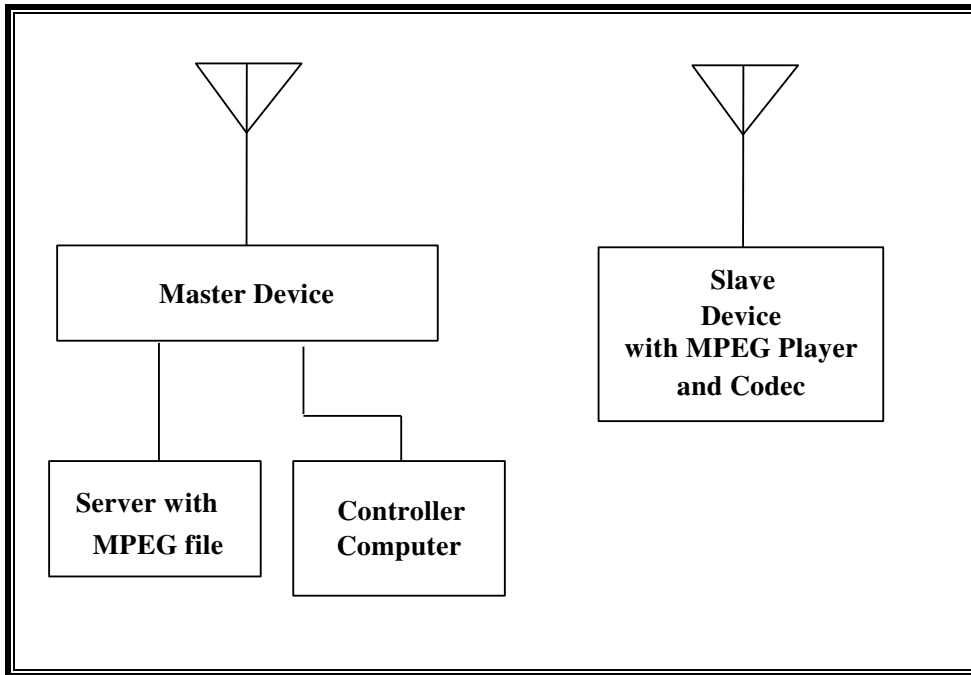 Master Device
Slave
Device
with MPEG Player
and Codec
Server with
MPEG file
Controller
Computer